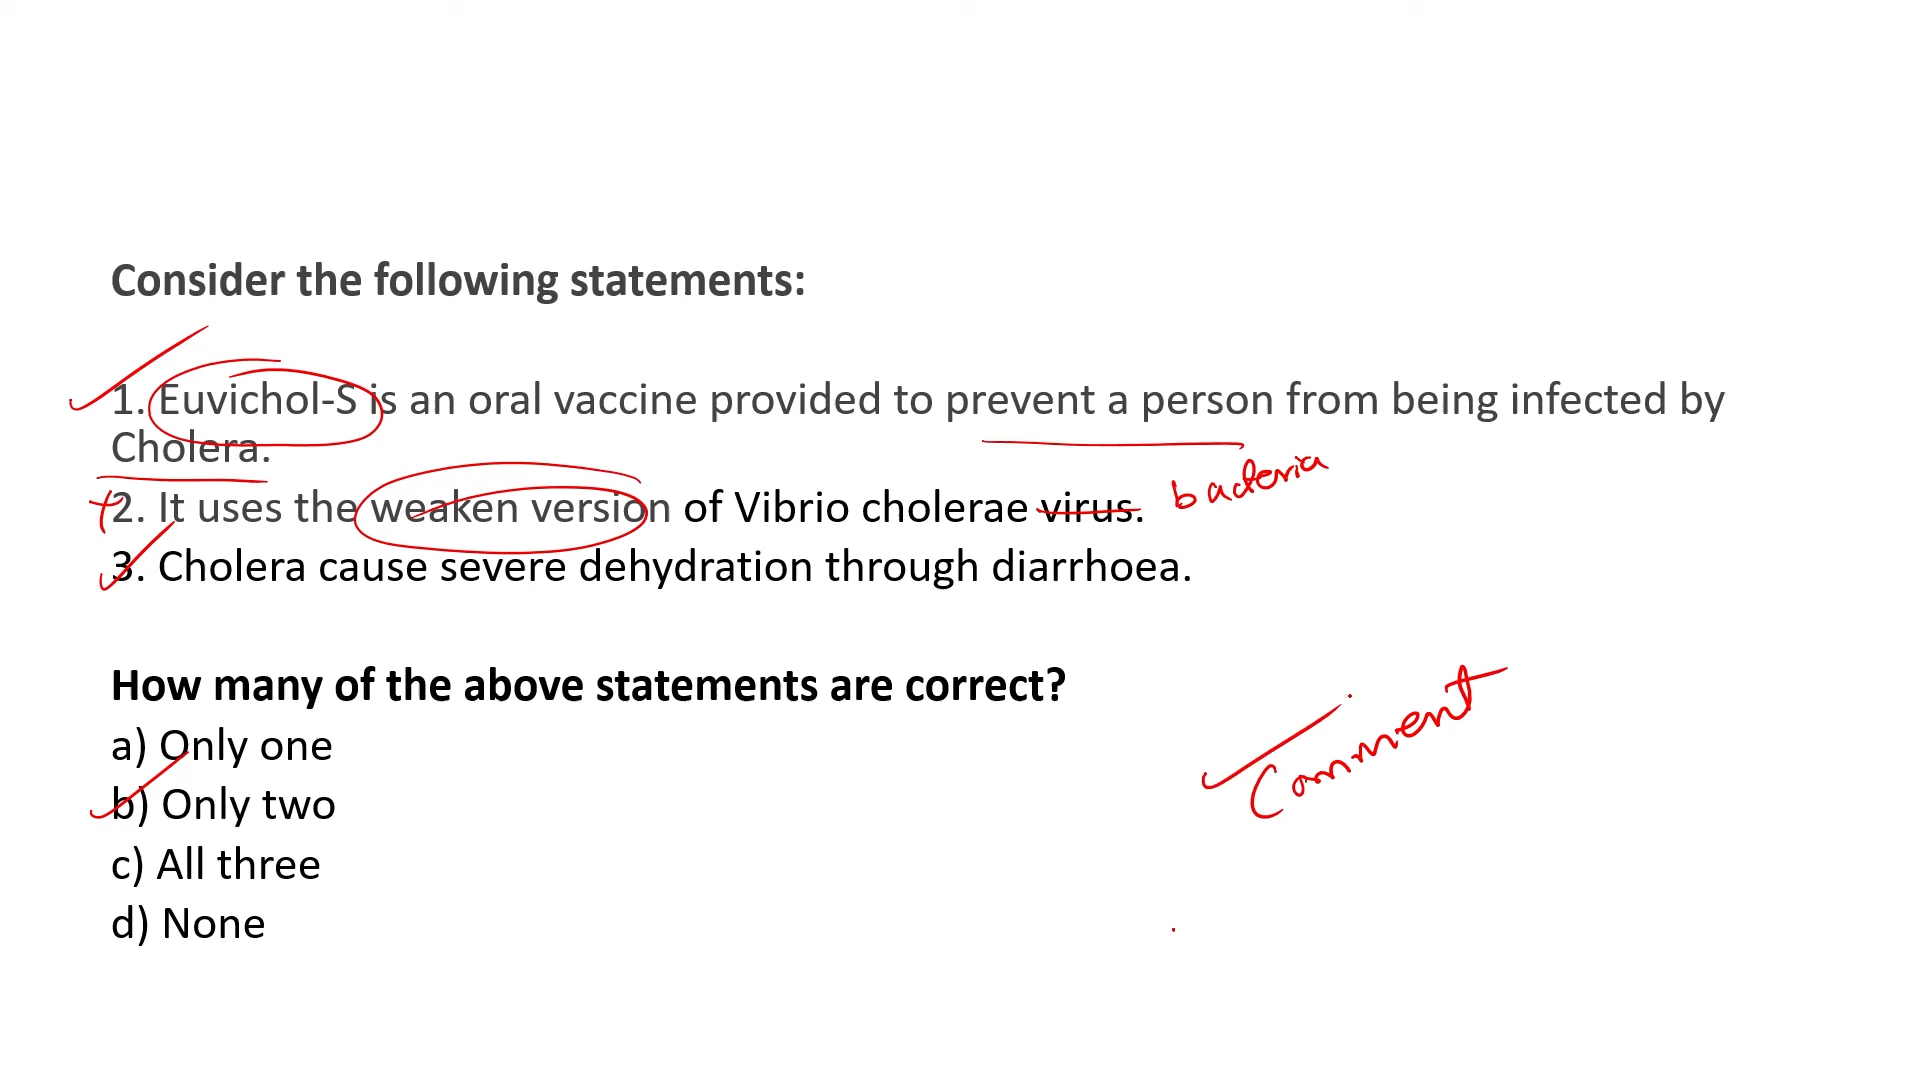 Consider the following statements:
1. Euvichol-S is an oral vaccine provided to prevent a person from being infected by
Cholera.
2. It uses the weaken version of Vibrio cholerae virus. bacteria
3. Cholera cause severe dehydration through diarrhoea.
How many of the above statements are correct?
a) Only one
b) Only two
c) All three
d) None
Comment